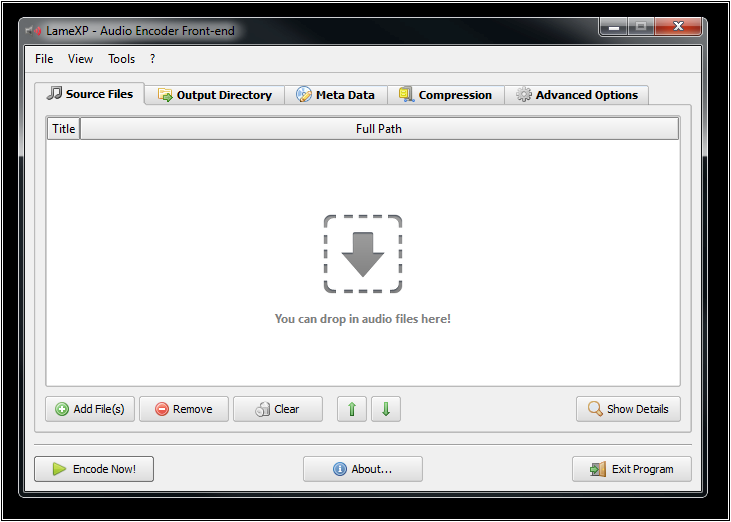 LameXP - Audio Encoder Front-end
File View Tools ?
Source Files Output Directory Meta Data Compression Advanced Options
Title Full Path
You can drop in audio files here!
Add File(s) Remove Clear Show Details
Encode Now! About... Exit Program